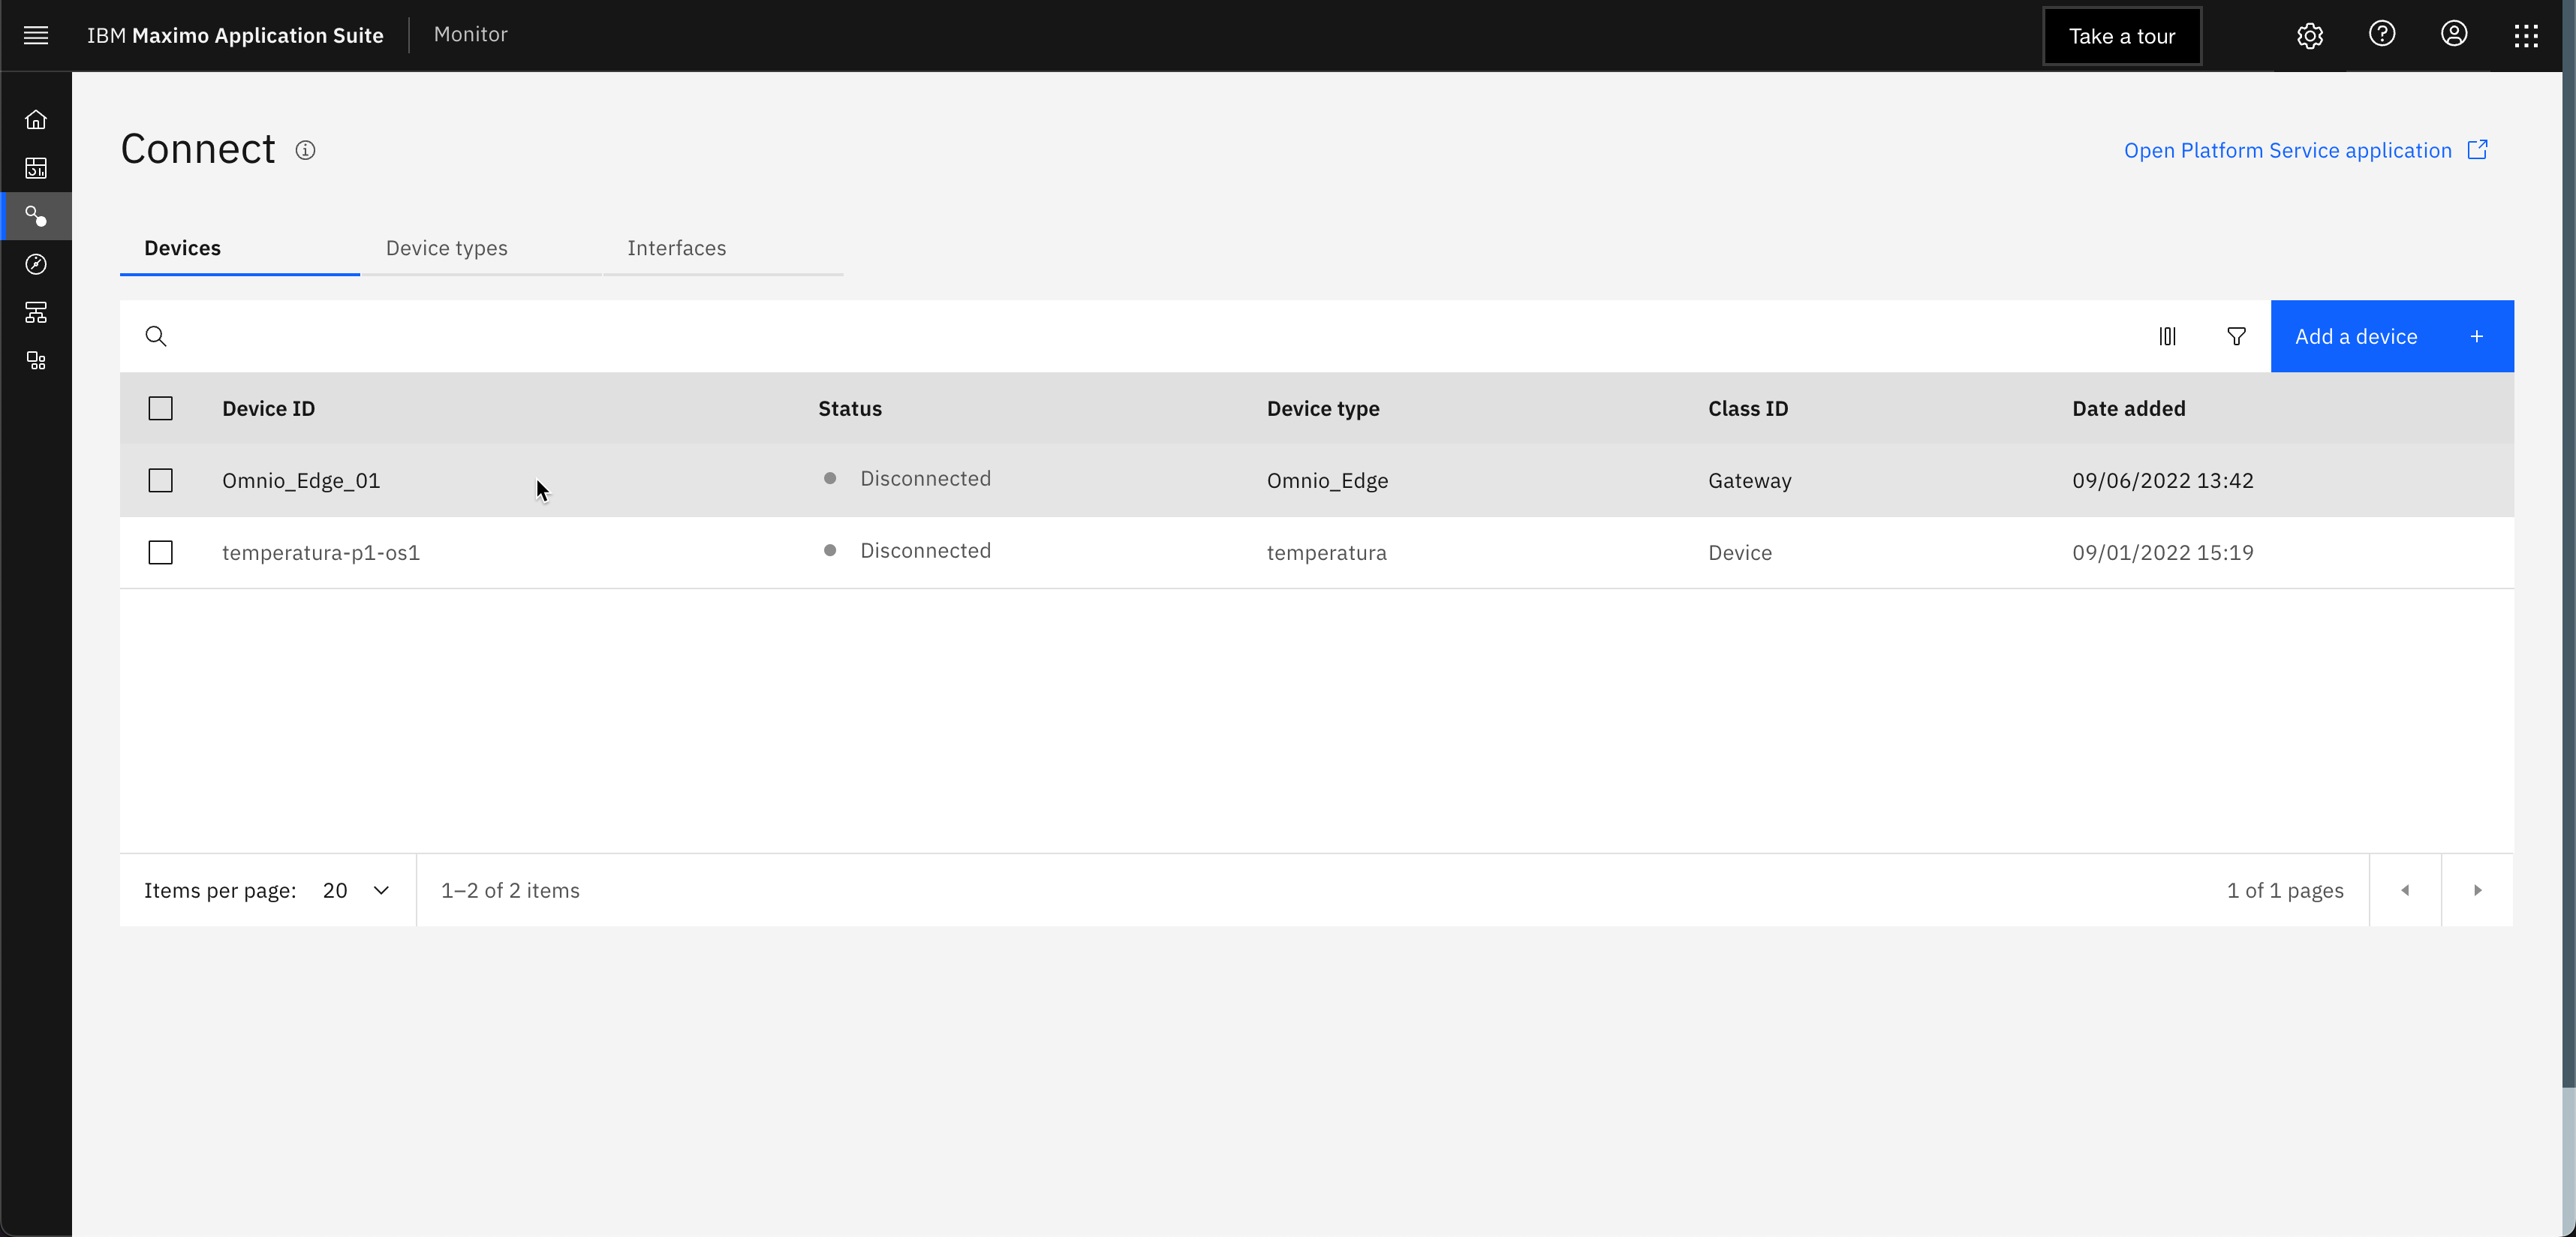 IBM Maximo Application Suite Monitor Take a tour
Connect
Open Platform Service application
Devices Device types Interfaces
Add a device +
Device ID Status Device type Class ID Date added
Omnio_Edge_01 Disconnected Omnio_Edge Gateway 09/06/2022 13:42
temperatura-p1-os1 Disconnected temperatura Device 09/01/2022 15:19
Items per page: 20 1–2 of 2 items 1 of 1 pages